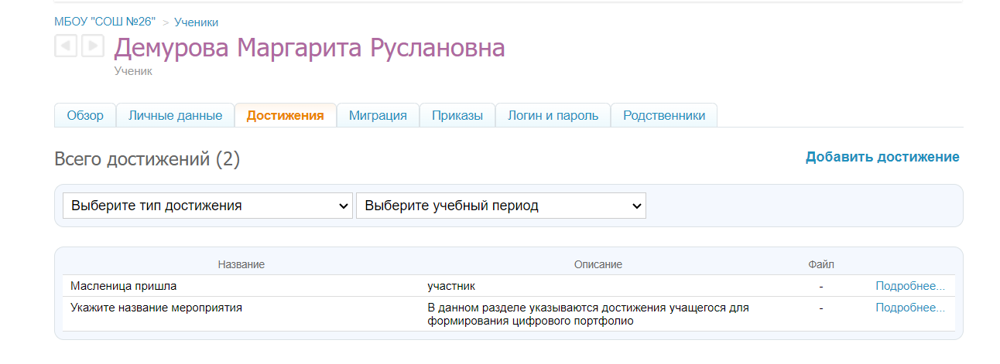 МБОУ "СОШ №26" > Ученики
Демурова Маргарита Руслановна
Ученик
Обзор Личные данные Достижения Миграция Приказы Логин и пароль Родственники
Всего достижений (2) Добавить достижение
Выберите тип достижения Выберите учебный период
Название Описание Файл
Масленица пришла участник - Подробнее...
Укажите название мероприятия В данном разделе указываются достижения учащегося для - Подробнее...
формирования цифрового портфолио